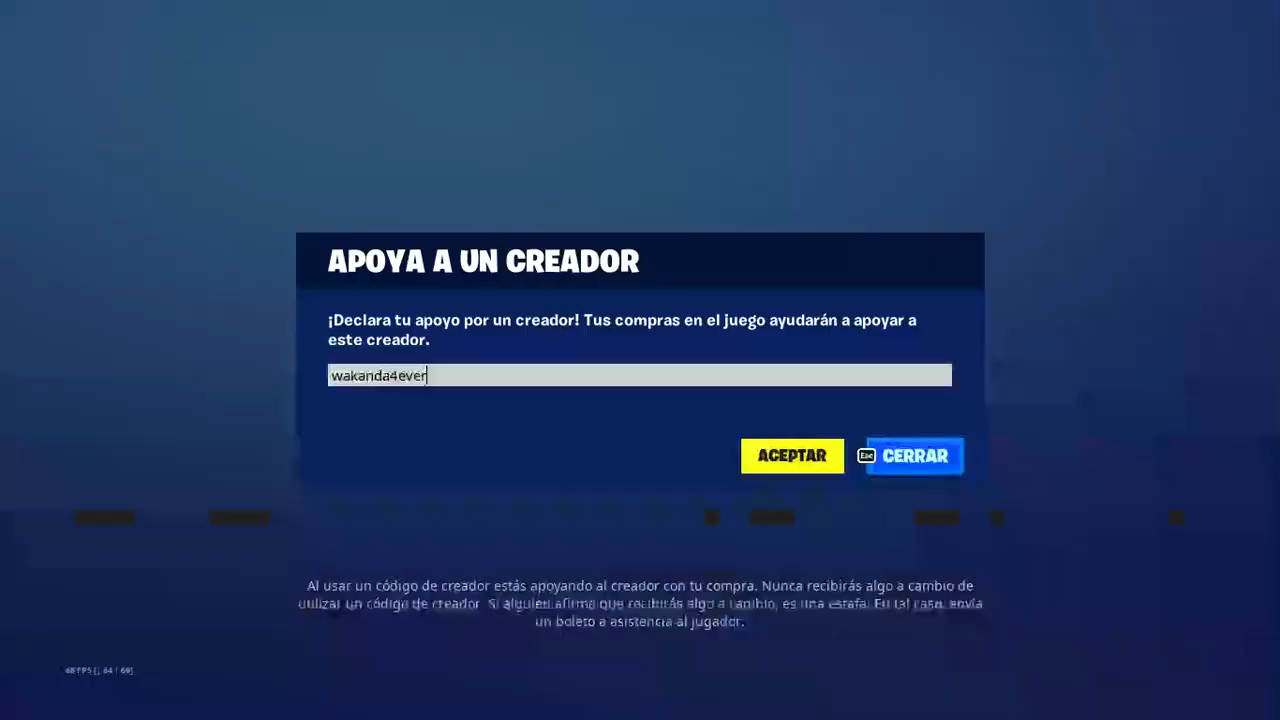 APOYA A UN CREADOR
¡Declara tu apoyo por un creador! Tus compras en el juego ayudarán a apoyar a
este creador.
wakanda4ever
ACEPTAR
Esc
CERRAR
Al usar un código de creador estás apoyando al creador con tu compra. Nunca recibirás algo a cambio de
utilizar un código de creador. Si alguien afirma que recibirás algo a cambio, es una estafa. En tal caso, envía
un boleto a asistencia al jugador.